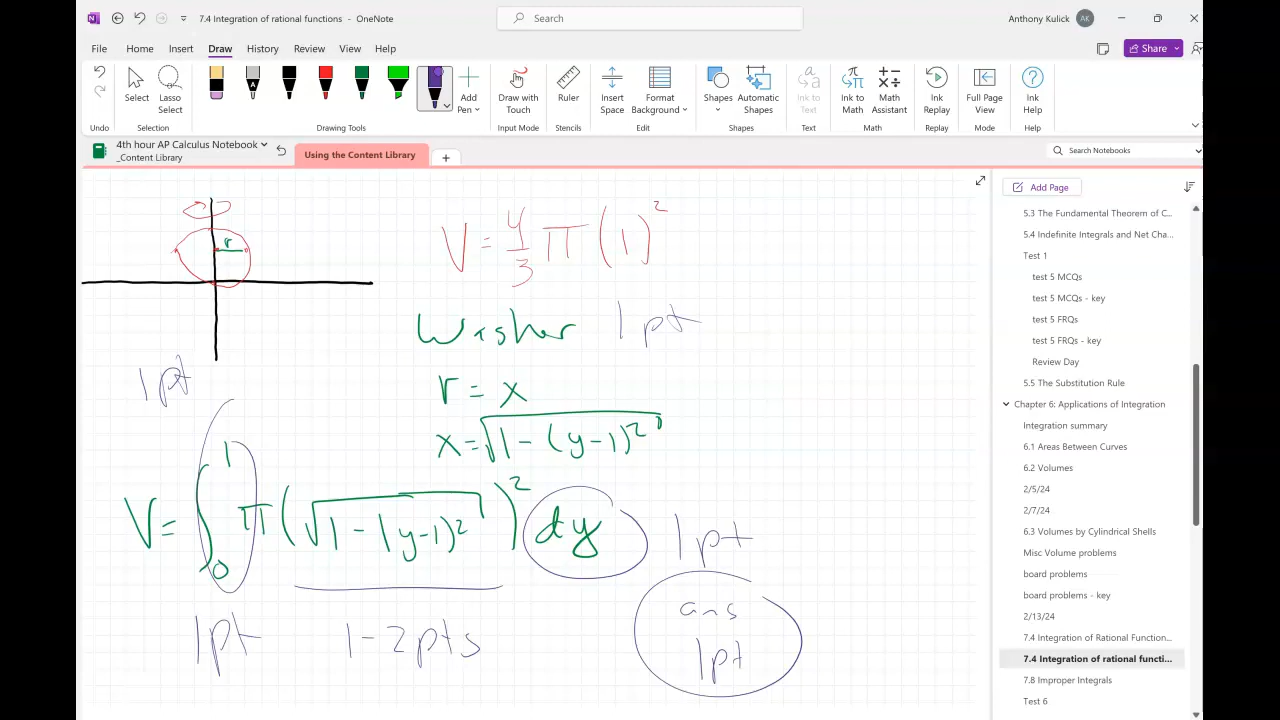 7.4 Integration of rational functions - OneNote
Search
Anthony Kulick
AK
File Home Insert Draw History Review View Help
Share
Select
Lasso Select
Add Pen
Draw with Touch
Ruler
Insert Space
Format Background
Shapes
Automatic Shapes
Ink to Text
Ink to Math
Math Assistant
Ink Replay
Full Page View
Ink Help
Undo
Selection
Drawing Tools
Input Mode
Stencils
Edit
Shapes
Text
Math
Replay
Mode
Help
4th hour AP Calculus Notebook
_Content Library
Using the Content Library
+
Search Notebooks
Add Page
5.3 The Fundamental Theorem of C...
5.4 Indefinite Integrals and Net Cha...
Test 1
test 5 MCQs
test 5 MCQs - key
test 5 FRQs
test 5 FRQs - key
Review Day
5.5 The Substitution Rule
Chapter 6: Applications of Integration
Integration summary
6.1 Areas Between Curves
6.2 Volumes
2/5/24
2/7/24
6.3 Volumes by Cylindrical Shells
Misc Volume problems
board problems
board problems - key
2/13/24
7.4 Integration of Rational Function...
7.4 Integration of rational functi...
7.8 Improper Integrals
Test 6
r
V = 4/3 π (1)²
Washer 1pt
1pt
r = x
x = √(1 - (y-1)²)
V = ∫₀¹ π (√(1 - (y-1)²))² dy
1pt
ans
1pt
1pt
1-2pts